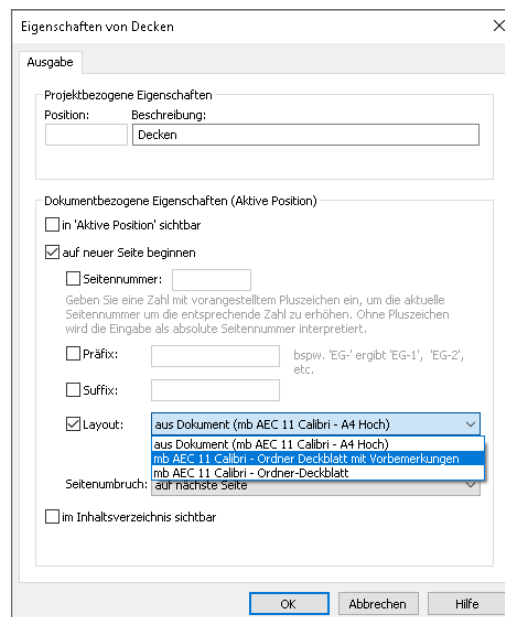 Eigenschaften von Decken
Ausgabe
Projektbezogene Eigenschaften
Position: Beschreibung:
Decken
Dokumentbezogene Eigenschaften (Aktive Position)
in 'Aktive Position' sichtbar
auf neuer Seite beginnen
Seitennummer:
Geben Sie eine Zahl mit vorangestelltem Pluszeichen ein, um die aktuelle
Seitennummer um die entsprechende Zahl zu erhöhen. Ohne Pluszeichen
wird die Eingabe als absolute Seitennummer interpretiert.
Präfix: bspw. 'EG-' ergibt 'EG-1', 'EG-2',
etc.
Suffix:
Layout: aus Dokument (mb AEC 11 Calibri - A4 Hoch)
aus Dokument (mb AEC 11 Calibri - A4 Hoch)
mb AEC 11 Calibri - Ordner Deckblatt mit Vorbemerkungen
mb AEC 11 Calibri - Ordner-Deckblatt
Seitenumbruch: auf nächste Seite
im Inhaltsverzeichnis sichtbar
OK Abbrechen Hilfe